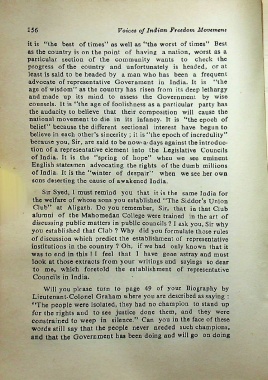 156 Voices of Indian Freedom Movement
it is "the best of times" as well as "the worst of times" Best
as the country is on the point of having a nation, worst as a
particular section of the community wants to check the
progress of the country and unfortunately is headed, or at
least is said to be headed by a man who has been a frequent
advocate of representative Government in India. It is "the
age of wisdom" as the country has risen from its deep lethargy
and made up its mind to assess the Government by wise
counsels. It is "the age of foolishness as a particular party has
the audacity to believe that their composition will cause the
national movement to die in its infancy. It is "the epoch of
belief" because the different sectional interest have begun to
believe in each other's sincerity; it is "the epoch of incredulity"
because you, Sir, are said to be now-a-days against the introduc-
tion of a representative element into the Legislative Councils
of India. It is the "spring of hope" when we see eminent
English statesmen advocating the rights of the dumb millions
of India. It is the "winter of despair" when we see her own
sons deserting the cause of awakened India.
Sir Syed, I must remind you that it is the same India for
the welfare of whom sons you established "The Sidder's Union
Club" at Aligarh. Do you remember, Sir, that in that Club
alumni of the Mahomedan College were trained in the art of
discussing public matters in public councils? I ask you, Sir why
you established that Club? Why did you formulate those rules
of discussion which predict the establishment of representative
institutions in the country? Oh, if we had only known that it
was to end in this! I feel that I have gone astray and must
look at those extracts from your writings and sayings so dear
to me, which foretold the establishment of representative
Councils in India.
Will you please turn to page 49 of your Biography by
Lieutenant-Colonel Graham where you are described as saying:
"The people were isolated, they had no champion to stand up
for the rights and to see justice done them, and they were
constrained to weep in silence." Can you in the face of these
words still say that the people never needed such champions,
and that the Government has been doing and will go on doing